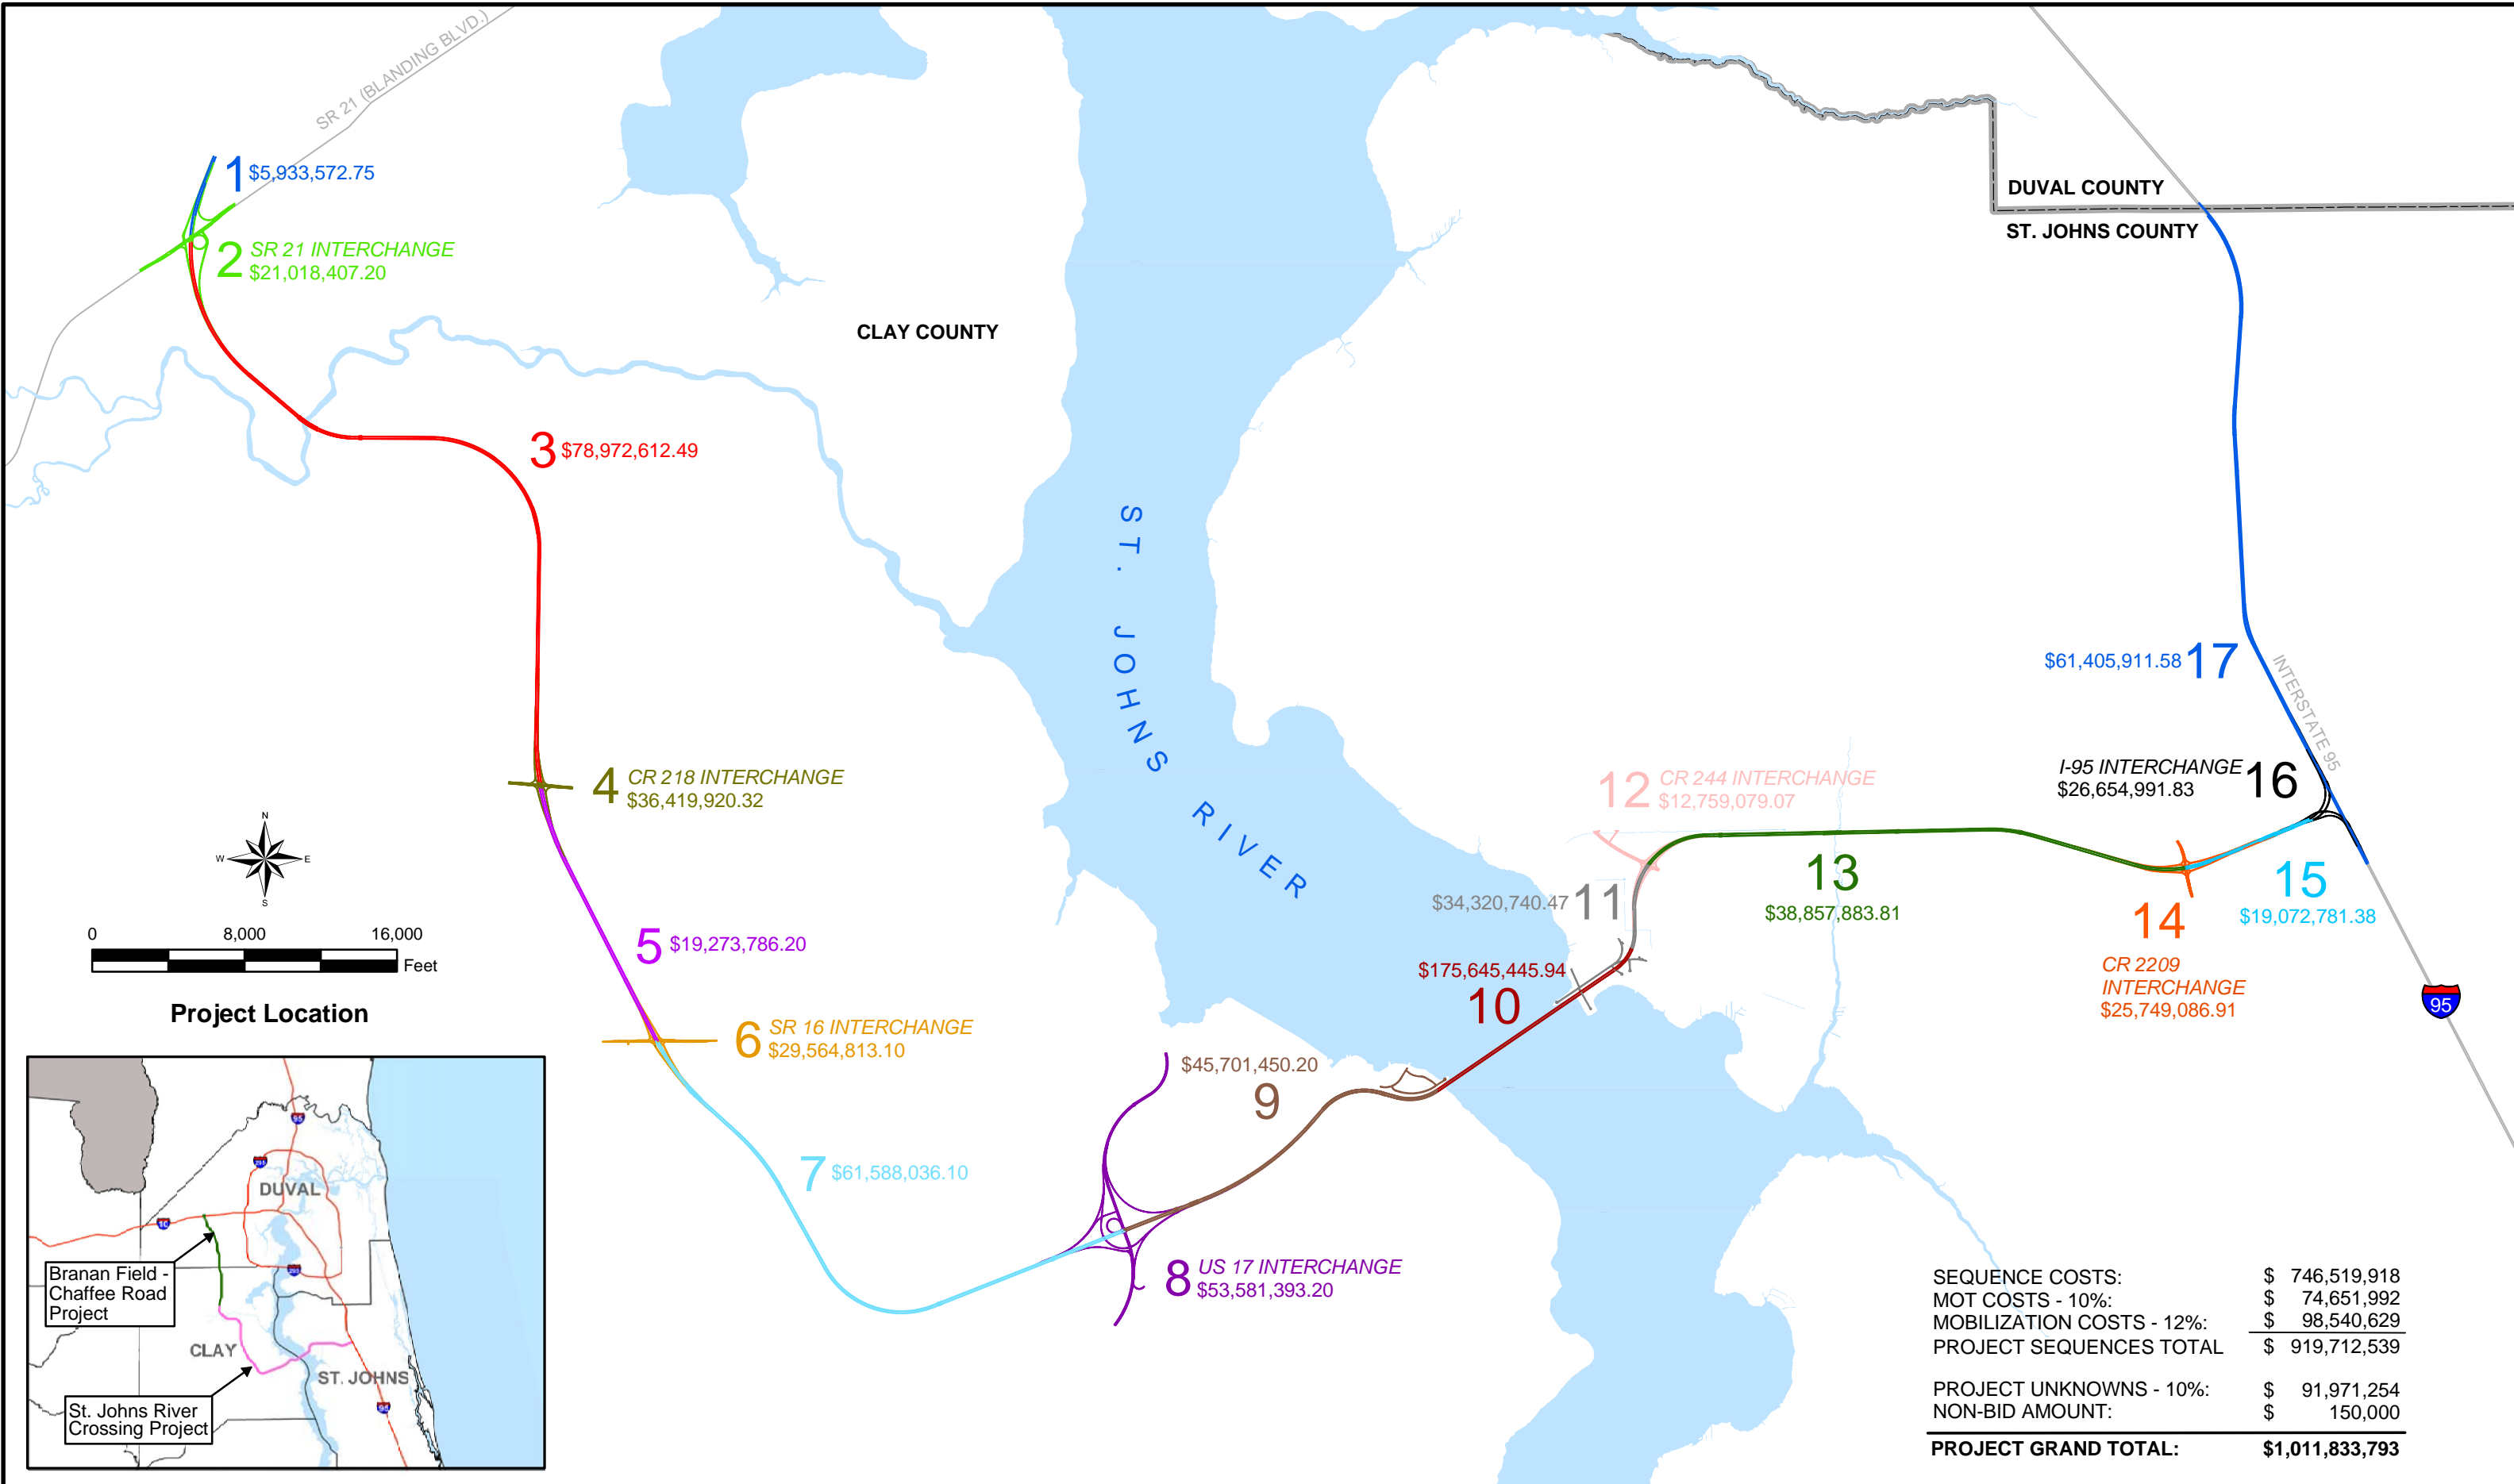 SR 21 (BLANDING BLVD.)
1 $5,933,572.75
2 SR 21 INTERCHANGE
$21,018,407.20
DUVAL COUNTY
ST. JOHNS COUNTY
CLAY COUNTY
3 $78,972,612.49
ST. JOHNS RIVER
$61,405,911.58 17
INTERSTATE 95
4 CR 218 INTERCHANGE
$36,419,920.32
I-95 INTERCHANGE 16
$26,654,991.83
12 CR 244 INTERCHANGE
$12,759,079.07
N
W E
S
0 8,000 16,000
Feet
Project Location
5 $19,273,786.20
$34,320,740.47 11
13
$38,857,883.81
15
$19,072,781.38
14
CR 2209
INTERCHANGE
$25,749,086.91
95
$175,645,445.94
10
6 SR 16 INTERCHANGE
$29,564,813.10
$45,701,450.20
9
7 $61,588,036.10
8 US 17 INTERCHANGE
$53,581,393.20
95
295
DUVAL
10
295
Branan Field -
Chaffee Road
Project
CLAY
ST. JOHNS
95
St. Johns River
Crossing Project
SEQUENCE COSTS: $ 746,519,918
MOT COSTS - 10%: $ 74,651,992
MOBILIZATION COSTS - 12%: $ 98,540,629
PROJECT SEQUENCES TOTAL $ 919,712,539
PROJECT UNKNOWNS - 10%: $ 91,971,254
NON-BID AMOUNT: $ 150,000
PROJECT GRAND TOTAL: $1,011,833,793